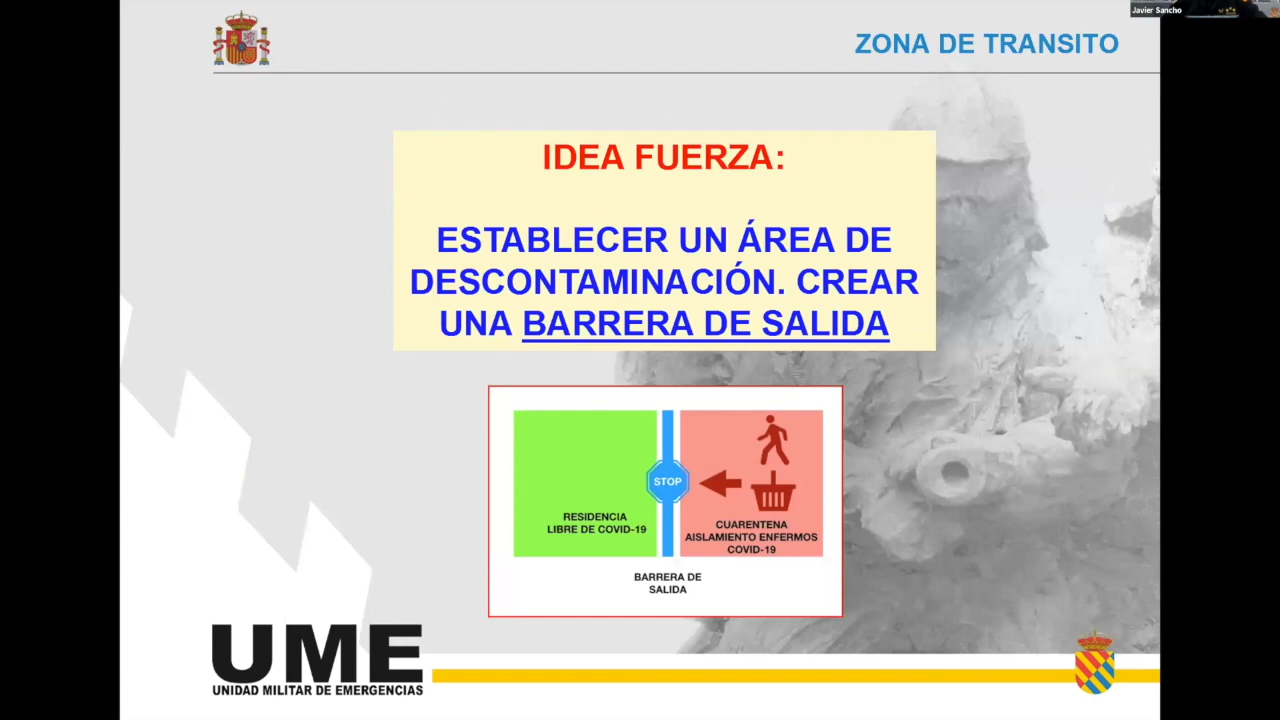 Javier Sancho
ZONA DE TRANSITO
IDEA FUERZA:
ESTABLECER UN ÁREA DE
DESCONTAMINACIÓN. CREAR
UNA BARRERA DE SALIDA
STOP
RESIDENCIA
LIBRE DE COVID-19
CUARENTENA
AISLAMIENTO ENFERMOS
COVID-19
BARRERA DE
SALIDA
UME
UNIDAD MILITAR DE EMERGENCIAS